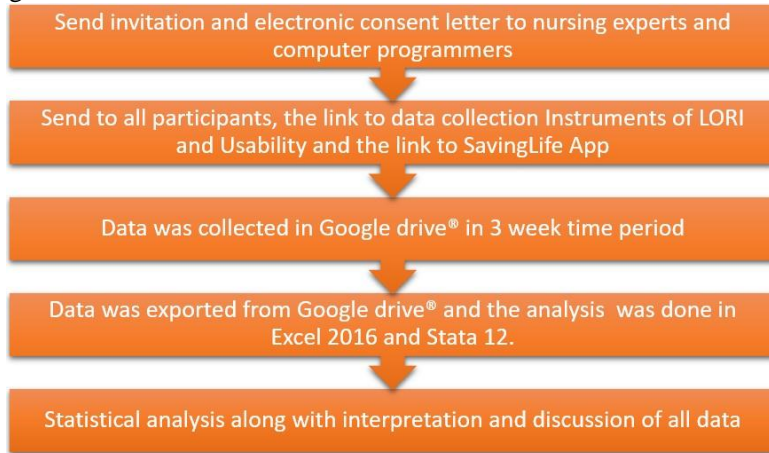 Send invitation and electronic consent letter to nursing experts and
computer programmers
Send to all participants, the link to data collection Instruments of LORI
and Usability and the link to SavingLife App
Data was collected in Google drive® in 3 week time period
Data was exported from Google drive® and the analysis was done in
Excel 2016 and Stata 12.
Statistical analysis along with interpretation and discussion of all data